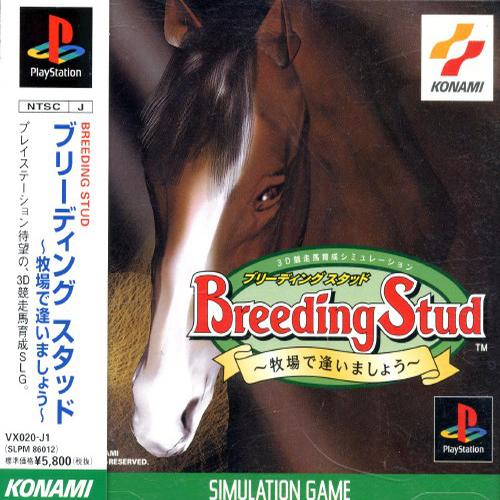 PlayStation
NTSC J
BREEDING STUD
ブリーディング スタッド
～牧場で逢いましょう～
プレイステーション待望の、3D競走馬育成SLG。
VX020-J1
(SLPM 86012)
標準価格¥5,800(税抜)
KONAMI
KONAMI
3D競走馬育成シミュレーション
ブリーディングスタッド
Breeding Stud
TM
～牧場で逢いましょう～
PlayStation
RESERVED.
SIMULATION GAME